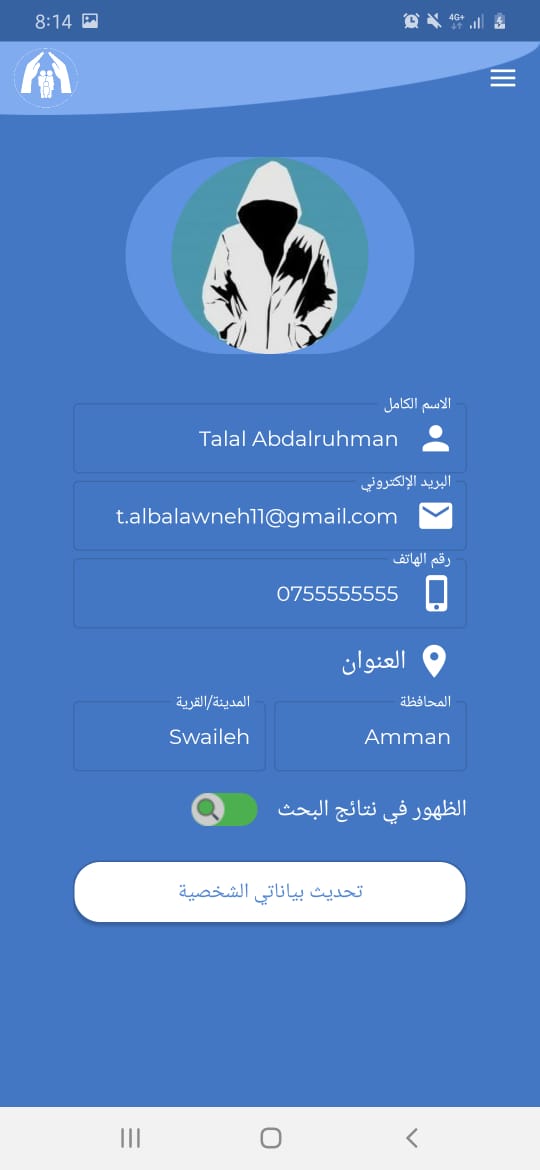 8:14
4G+
الاسم الكامل
Talal Abdalruhman
البريد الإلكتروني
t.albalawneh11@gmail.com
رقم الهاتف
0755555555
العنوان
المحافظة
Amman
المدينة/القرية
Swaileh
الظهور في نتائج البحث
تحديث بياناتي الشخصية